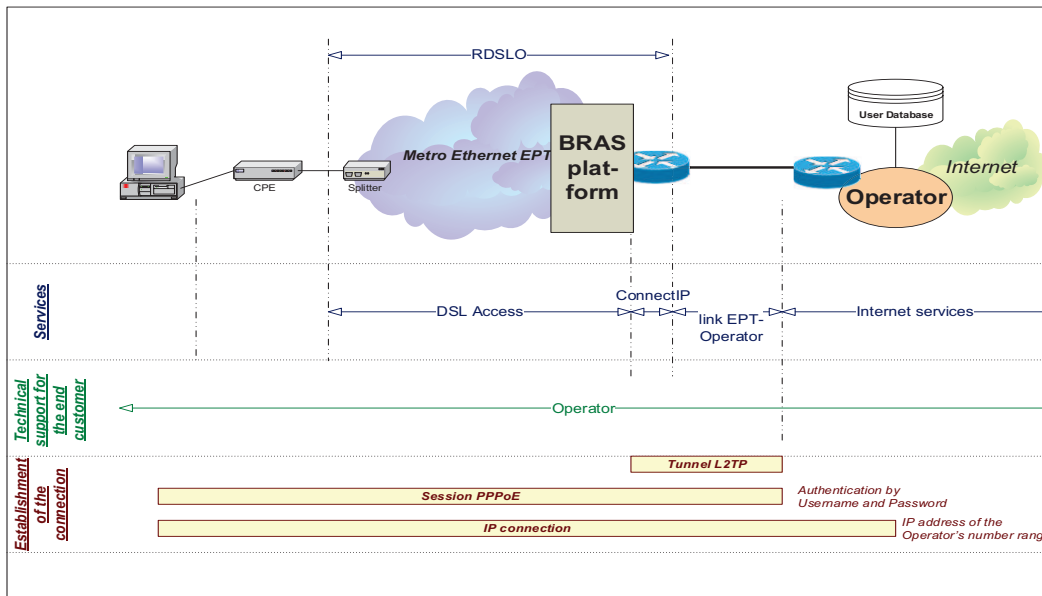 RDSLO
User Database
Metro Ethernet EPT
BRAS
plat-
form
CPE
Splitter
Operator
Internet
Services
DSL Access
ConnectIP
link EPT-
Operator
Internet services
Technical
support for
the end
customer
Operator
Establishment
of the
connection
Tunnel L2TP
Session PPPoE
Authentication by
Username and Password
IP connection
IP address of the
Operator's number rang